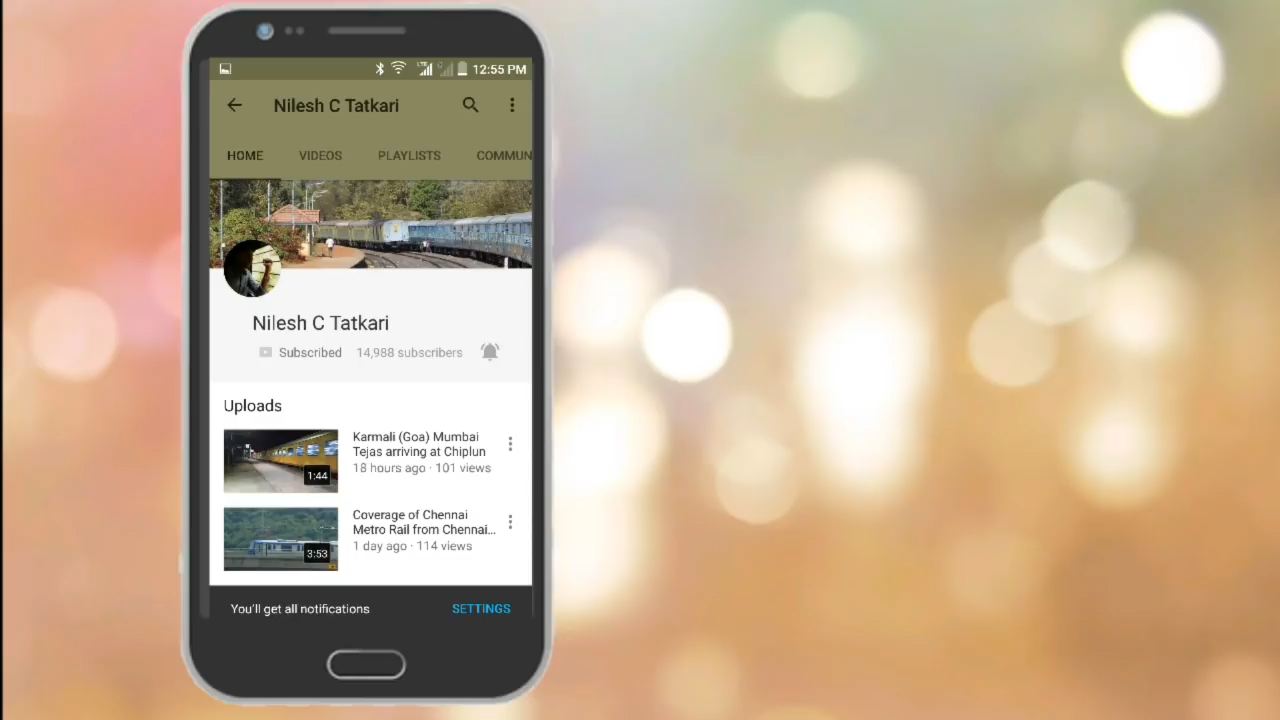 12:55 PM
Nilesh C Tatkari
HOME VIDEOS PLAYLISTS COMMUN
Nilesh C Tatkari
Subscribed 14,988 subscribers
Uploads
Karmali (Goa) Mumbai
Tejas arriving at Chiplun
18 hours ago · 101 views
1:44
Coverage of Chennai
Metro Rail from Chennai...
1 day ago · 114 views
3:53
You'll get all notifications SETTINGS